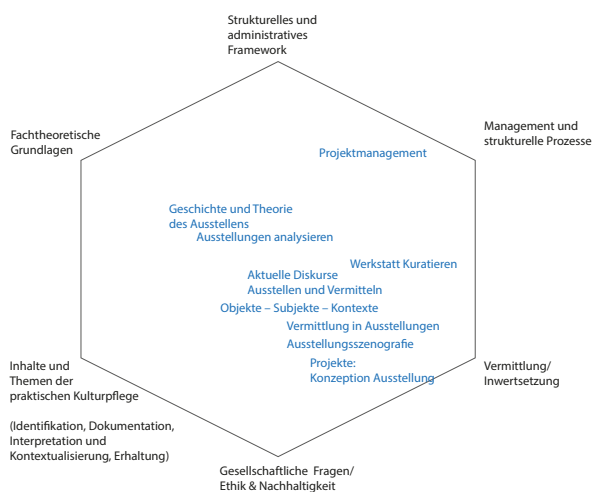 Strukturelles und
administratives
Framework
Fachtheoretische
Grundlagen
Management und
strukturelle Prozesse
Projektmanagement
Geschichte und Theorie
des Ausstellens
Ausstellungen analysieren
Werkstatt Kuratieren
Aktuelle Diskurse
Ausstellen und Vermitteln
Objekte – Subjekte – Kontexte
Vermittlung in Ausstellungen
Ausstellungsszenografie
Projekte:
Konzeption Ausstellung
Inhalte und
Themen der
praktischen Kulturpflege
(Identifikation, Dokumentation,
Interpretation und
Kontextualisierung, Erhaltung)
Vermittlung/
Inwertsetzung
Gesellschaftliche Fragen/
Ethik & Nachhaltigkeit